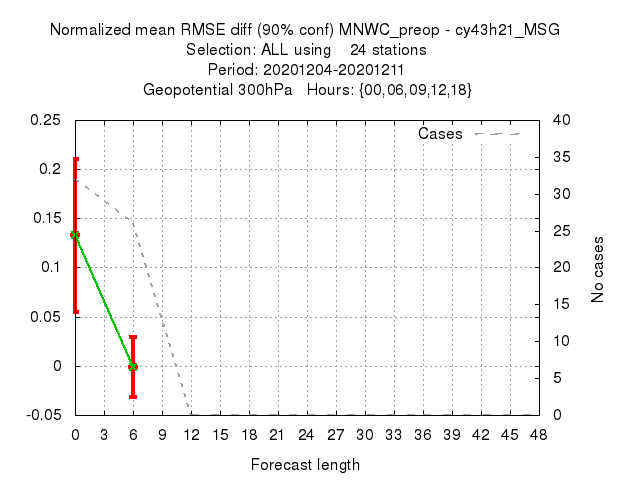 Normalized mean RMSE diff (90% conf) MNWC_preop - cy43h21_MSG
Selection: ALL using    24 stations
Period: 20201204-20201211
Geopotential 300hPa   Hours: {00,06,09,12,18}
0.25
0.2
0.15
0.1
0.05
0
-0.05
Cases
40
35
30
25
20
15
10
5
0
No cases
0 3 6 9 12 15 18 21 24 27 30 33 36 39 42 45 48
Forecast length